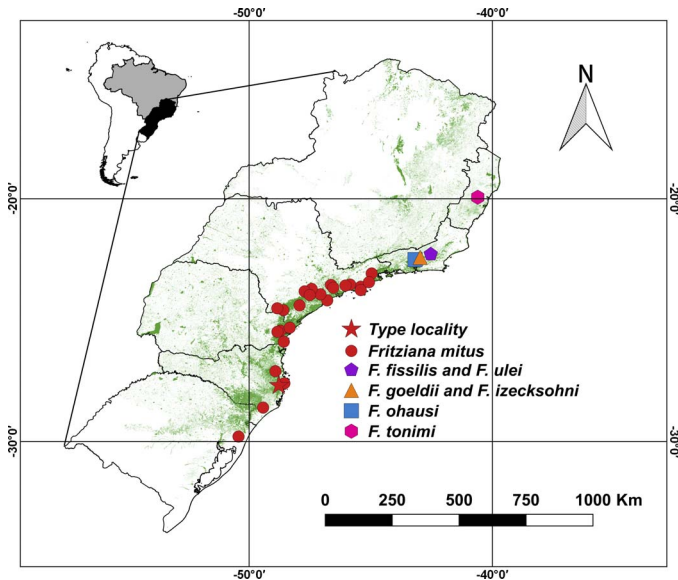 -50°0′ -40°0′
N
-20°0′ -20°0′
Type locality
Fritziana mitus
F. fissilis and F. ulei
F. goeldii and F. izecksohni
F. ohausi
F. tonimi
-30°0′ -30°0′
0 250 500 750 1000 Km
-50°0′ -40°0′